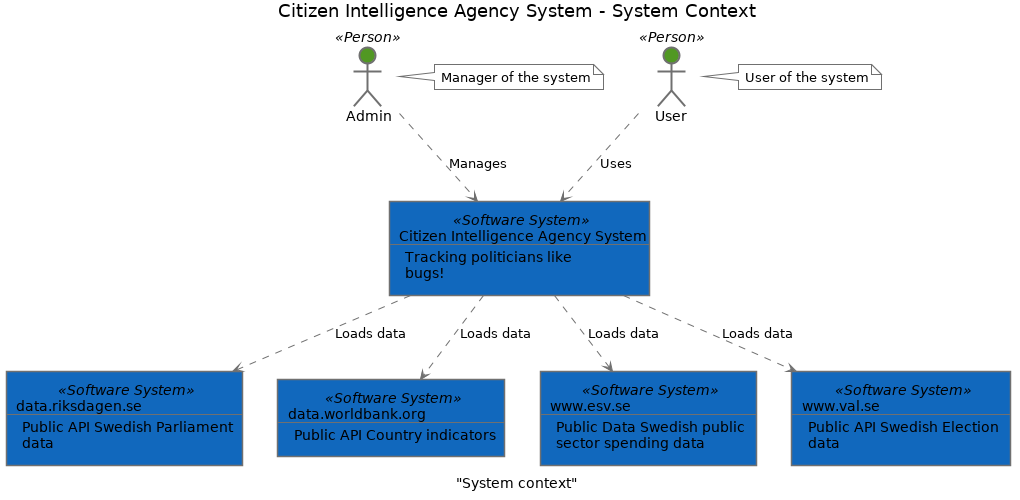 Citizen Intelligence Agency System - System Context
«Person»
«Person»
Manager of the system
User of the system
Admin
User
Manages
Uses
«Software System»
Citizen Intelligence Agency System
Tracking politicians like
bugs!
Loads data
Loads data
Loads data
Loads data
«Software System»
data.riksdagen.se
Public API Swedish Parliament
data
«Software System»
data.worldbank.org
Public API Country indicators
«Software System»
www.esv.se
Public Data Swedish public
sector spending data
«Software System»
www.val.se
Public API Swedish Election
data
"System context"